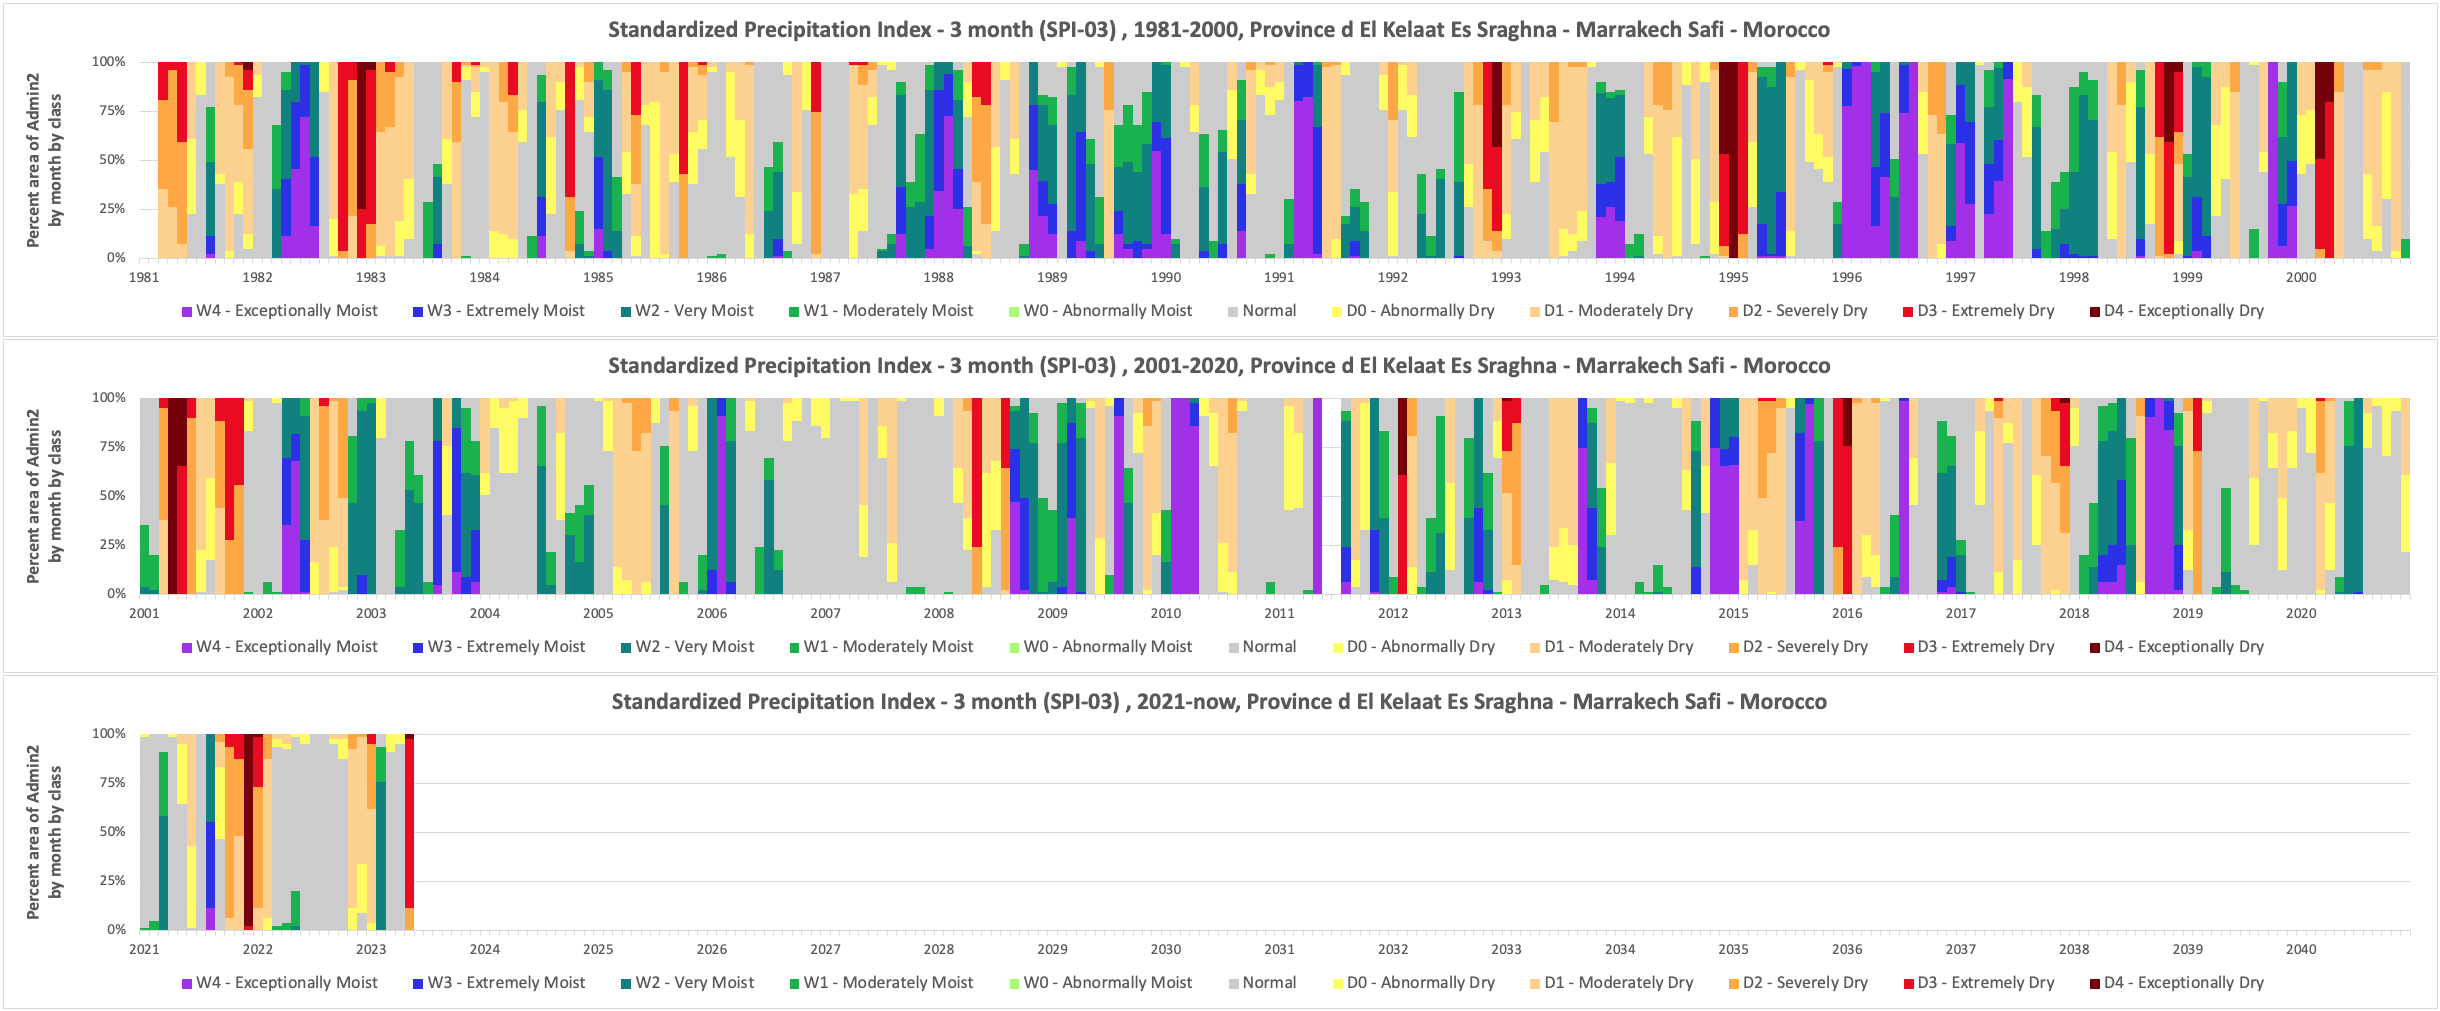 Standardized Precipitation Index - 3 month (SPI-03) , 1981-2000, Province d El Kelaat Es Sraghna - Marrakech Safi - Morocco
Percent area of Admin2
by month by class
100%
75%
50%
25%
0%
1981 1982 1983 1984 1985 1986 1987 1988 1989 1990 1991 1992 1993 1994 1995 1996 1997 1998 1999 2000
W4 - Exceptionally Moist W3 - Extremely Moist W2 - Very Moist W1 - Moderately Moist W0 - Abnormally Moist Normal D0 - Abnormally Dry D1 - Moderately Dry D2 - Severely Dry D3 - Extremely Dry D4 - Exceptionally Dry
Standardized Precipitation Index - 3 month (SPI-03) , 2001-2020, Province d El Kelaat Es Sraghna - Marrakech Safi - Morocco
Percent area of Admin2
by month by class
100%
75%
50%
25%
0%
2001 2002 2003 2004 2005 2006 2007 2008 2009 2010 2011 2012 2013 2014 2015 2016 2017 2018 2019 2020
W4 - Exceptionally Moist W3 - Extremely Moist W2 - Very Moist W1 - Moderately Moist W0 - Abnormally Moist Normal D0 - Abnormally Dry D1 - Moderately Dry D2 - Severely Dry D3 - Extremely Dry D4 - Exceptionally Dry
Standardized Precipitation Index - 3 month (SPI-03) , 2021-now, Province d El Kelaat Es Sraghna - Marrakech Safi - Morocco
Percent area of Admin2
by month by class
100%
75%
50%
25%
0%
2021 2022 2023 2024 2025 2026 2027 2028 2029 2030 2031 2032 2033 2034 2035 2036 2037 2038 2039 2040
W4 - Exceptionally Moist W3 - Extremely Moist W2 - Very Moist W1 - Moderately Moist W0 - Abnormally Moist Normal D0 - Abnormally Dry D1 - Moderately Dry D2 - Severely Dry D3 - Extremely Dry D4 - Exceptionally Dry